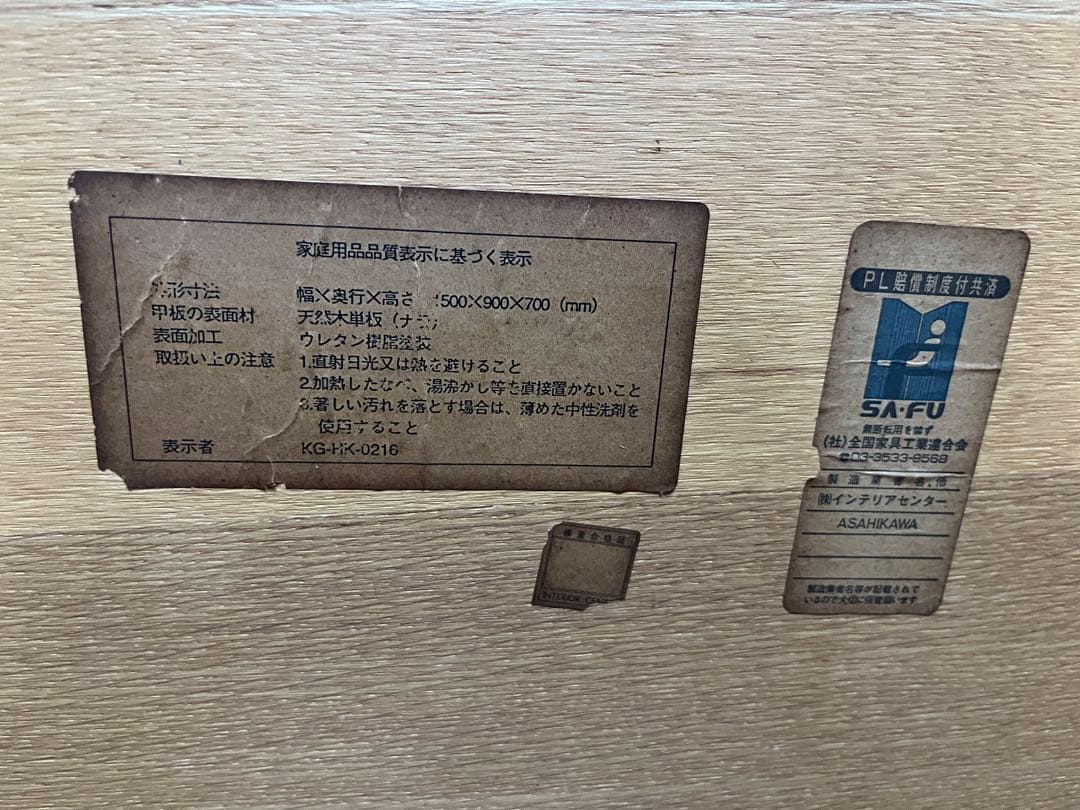 家庭用品品質表示に基づく表示
形寸法 幅×奥行×高さ 500×900×700 (mm)
甲板の表面材 天然木単板
表面加工 ウレタン樹脂塗装
取扱い上の注意 1.直射日光又は熱を避けること
2.加熱したなべ、湯沸かし等を直接置かないこと
3.著しい汚れを落とす場合は、薄めた中性洗剤を
使用すること
表示者 KG-HK-0216
検査合格証
INTERIOR
PL賠償制度付共済
SA・FU
無断転用を禁ず
(社)全国家具工業連合会
☎03-3533-9568
製造業者名,他
㈱インテリアセンター
ASAHIKAWA
製造業者名等が記載されて
いるので大切に保管願います